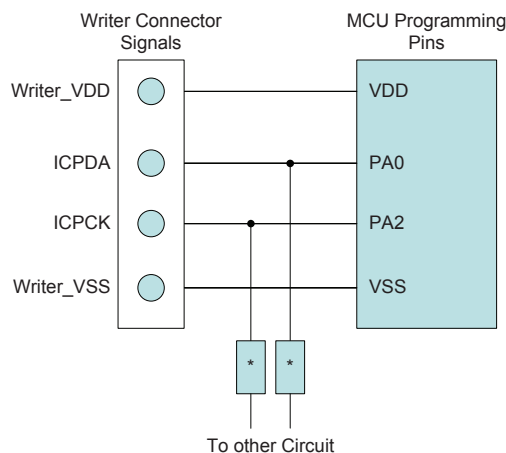 Writer Connector
Signals
MCU Programming
Pins
Writer_VDD
VDD
ICPDA
PA0
ICPCK
PA2
Writer_VSS
VSS
*
*
To other Circuit